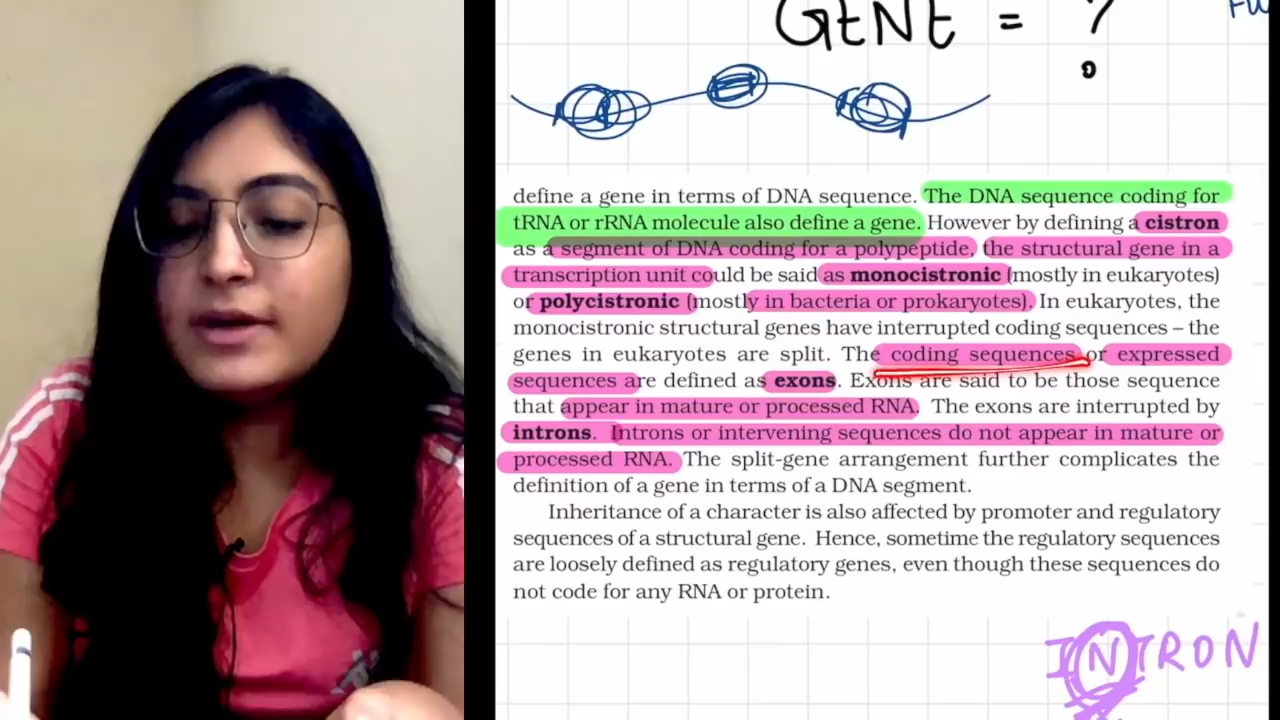 GENE = ?
define a gene in terms of DNA sequence. The DNA sequence coding for
tRNA or rRNA molecule also define a gene. However by defining a cistron
as a segment of DNA coding for a polypeptide, the structural gene in a
transcription unit could be said as monocistronic (mostly in eukaryotes)
or polycistronic (mostly in bacteria or prokaryotes). In eukaryotes, the
monocistronic structural genes have interrupted coding sequences – the
genes in eukaryotes are split. The coding sequences or expressed
sequences are defined as exons. Exons are said to be those sequence
that appear in mature or processed RNA. The exons are interrupted by
introns. Introns or intervening sequences do not appear in mature or
processed RNA. The split-gene arrangement further complicates the
definition of a gene in terms of a DNA segment.
Inheritance of a character is also affected by promoter and regulatory
sequences of a structural gene. Hence, sometime the regulatory sequences
are loosely defined as regulatory genes, even though these sequences do
not code for any RNA or protein.
INTRON